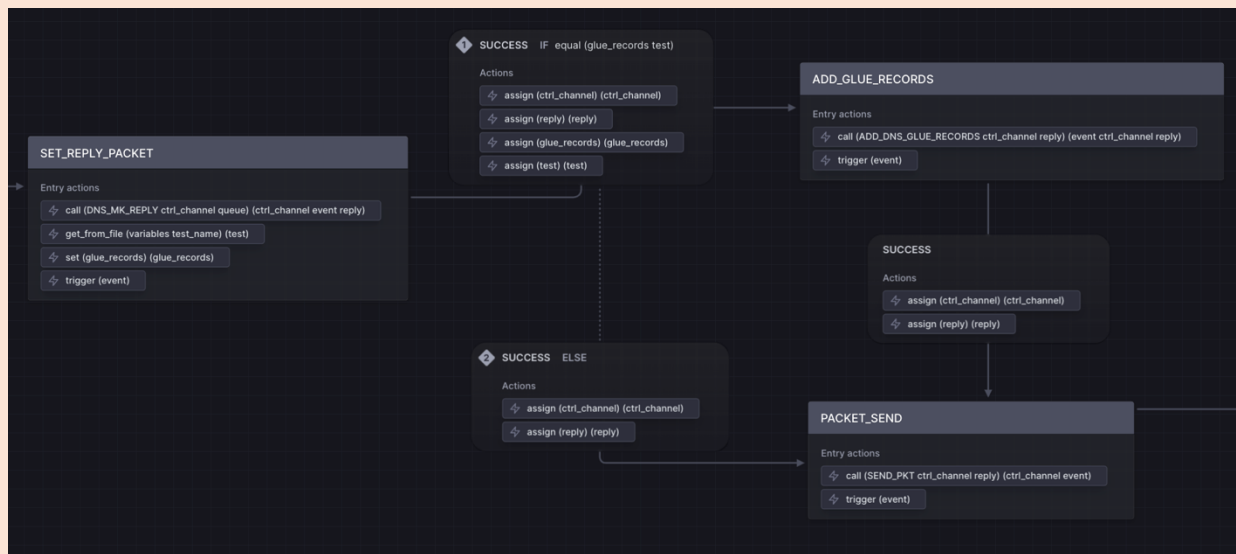 SET_REPLY_PACKET
Entry actions
call (DNS_MK_REPLY ctrl_channel queue) (ctrl_channel event reply)
get_from_file (variables test_name) (test)
set (glue_records) (glue_records)
trigger (event)
1 SUCCESS IF equal (glue_records test)
Actions
assign (ctrl_channel) (ctrl_channel)
assign (reply) (reply)
assign (glue_records) (glue_records)
assign (test) (test)
2 SUCCESS ELSE
Actions
assign (ctrl_channel) (ctrl_channel)
assign (reply) (reply)
ADD_GLUE_RECORDS
Entry actions
call (ADD_DNS_GLUE_RECORDS ctrl_channel reply) (event ctrl_channel reply)
trigger (event)
SUCCESS
Actions
assign (ctrl_channel) (ctrl_channel)
assign (reply) (reply)
PACKET_SEND
Entry actions
call (SEND_PKT ctrl_channel reply) (ctrl_channel event)
trigger (event)